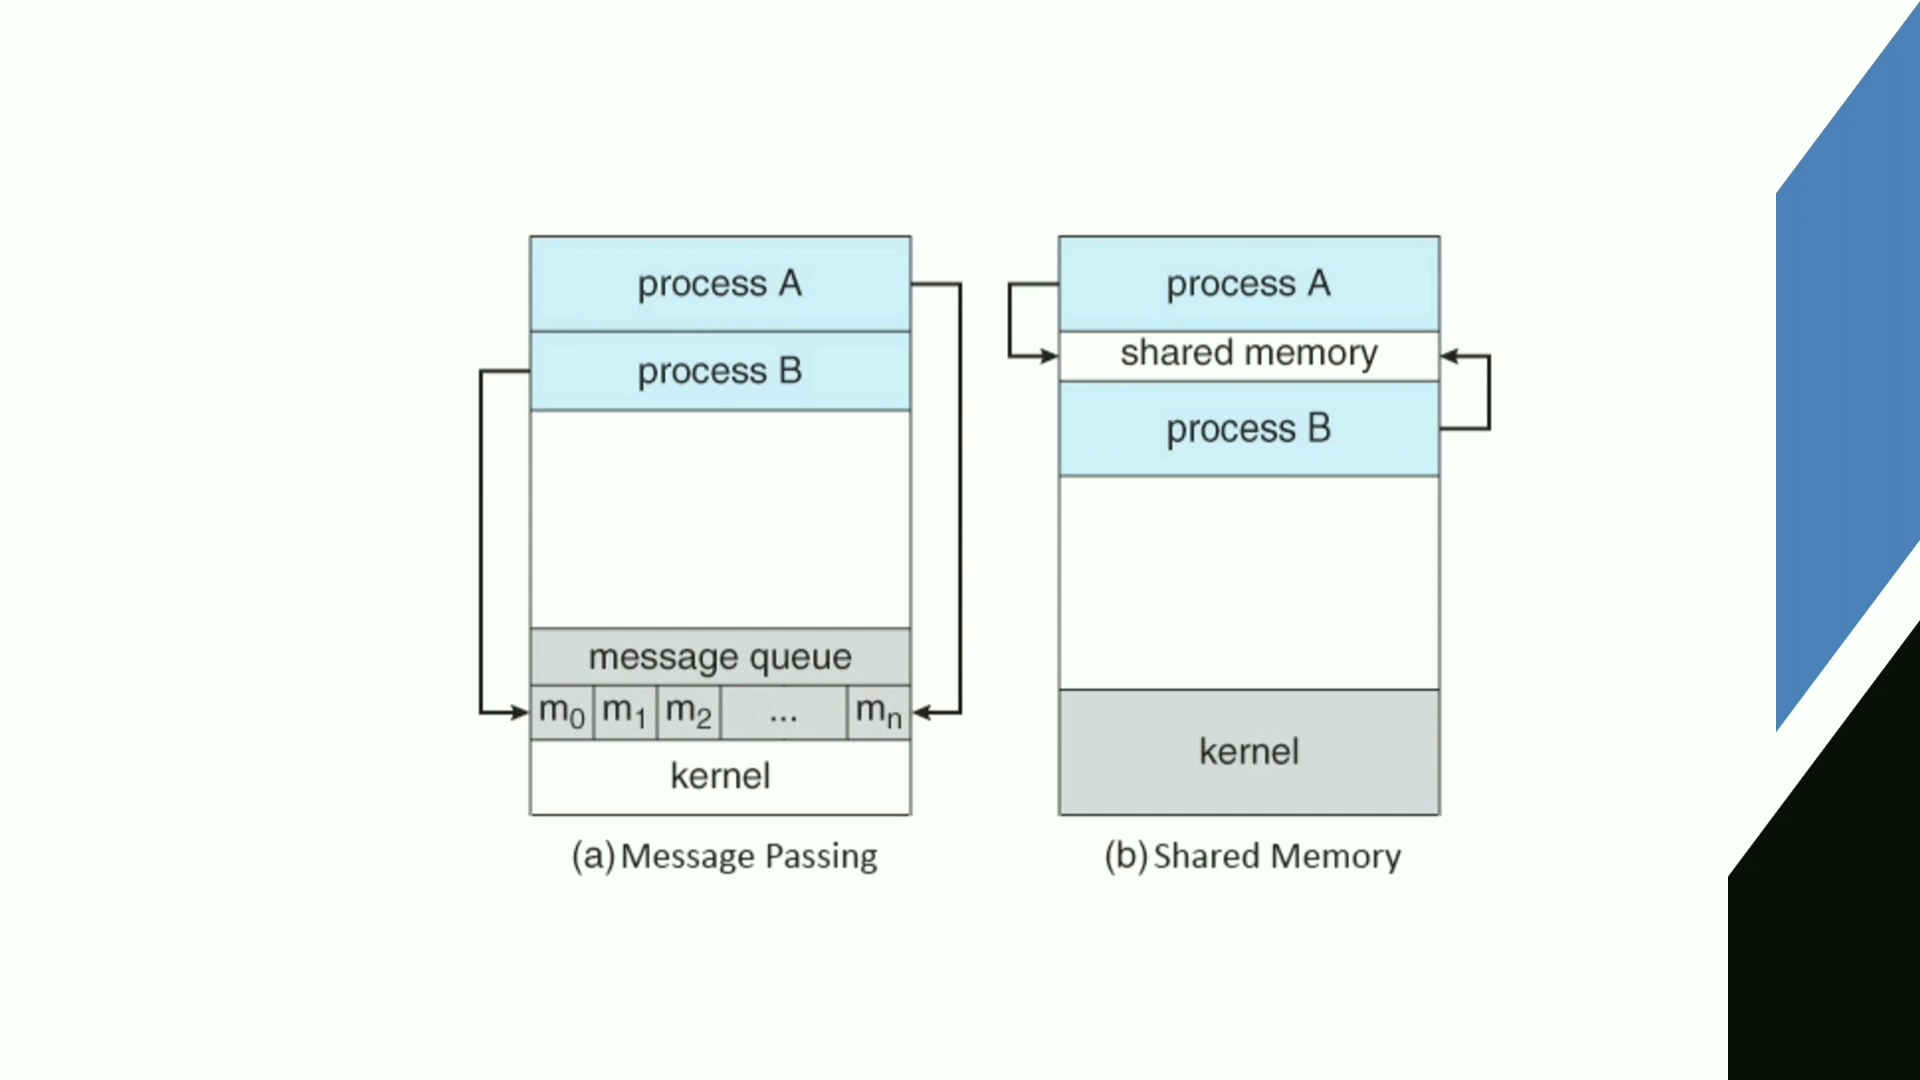 process A
process B
message queue
m0 m1 m2 ... mn
kernel
(a) Message Passing
process A
shared memory
process B
kernel
(b) Shared Memory